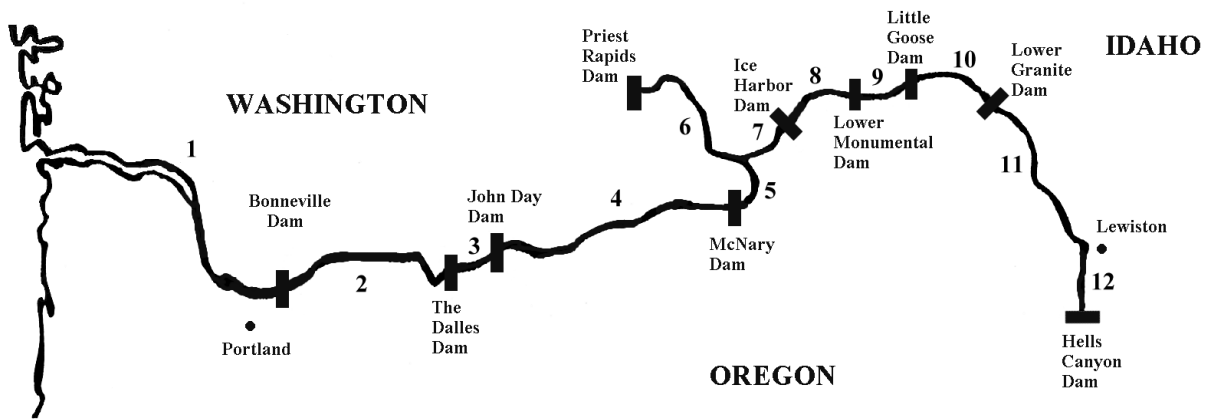 Priest
Rapids
Dam
Little
Goose
Dam
10
Lower
Granite
Dam
IDAHO
WASHINGTON
Ice
Harbor
Dam
8
9
6
7
Lower
Monumental
Dam
1
11
Bonneville
Dam
John Day
Dam
4
5
McNary
Dam
Lewiston
3
2
12
The
Dalles
Dam
Portland
Hells
Canyon
Dam
OREGON